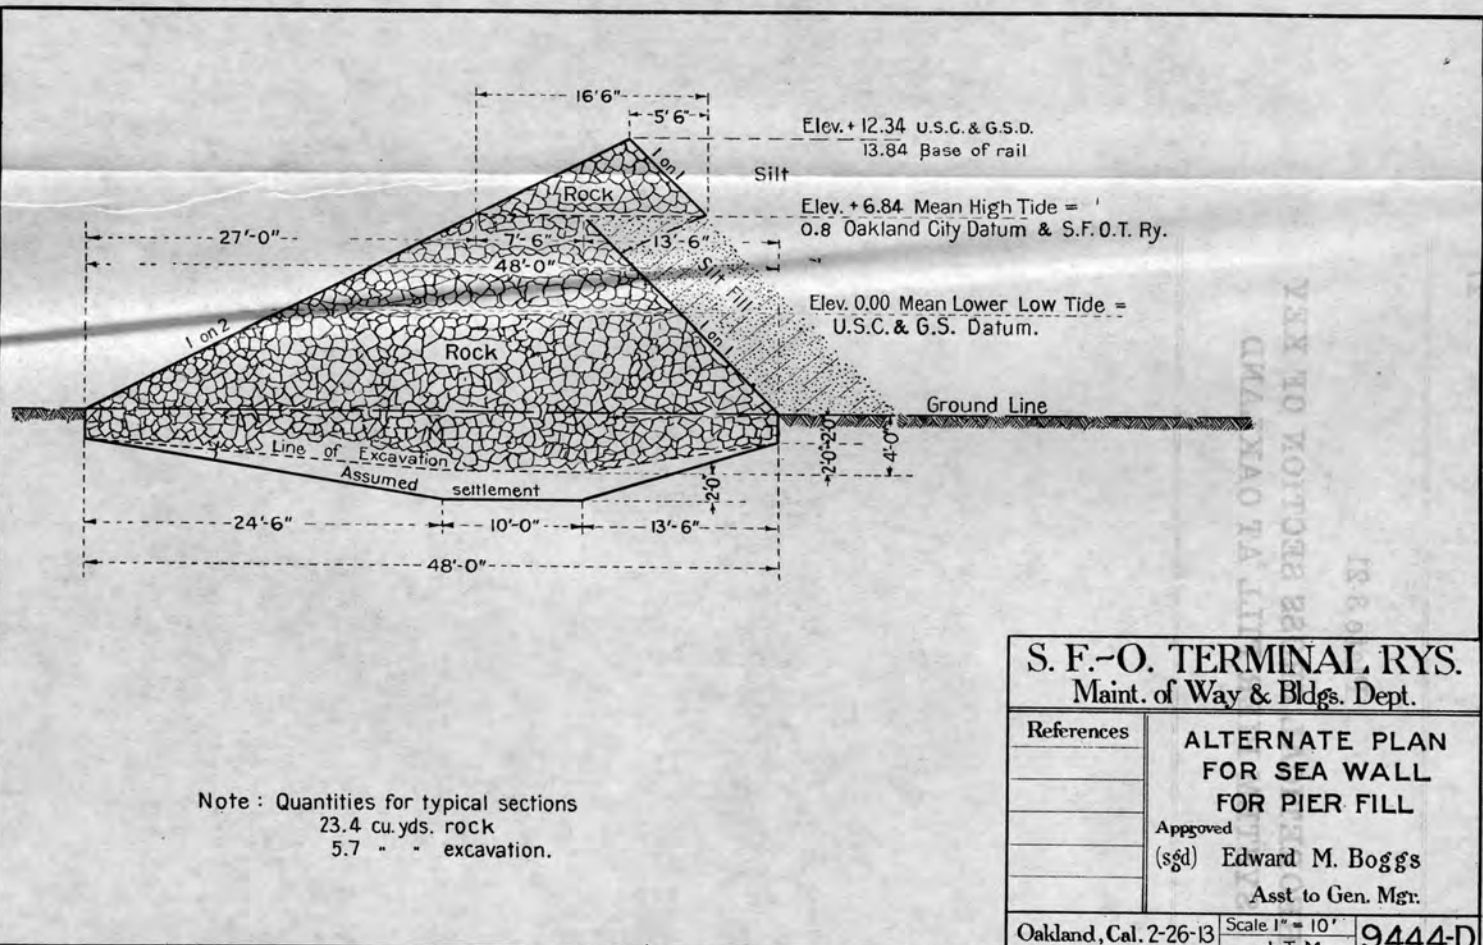 16'6"
5'6"
Elev. + 12.34 U.S.C. & G.S.D.
13.84 Base of rail
1 on 1
Silt
Rock
Elev. + 6.84 Mean High Tide =
0.8 Oakland City Datum & S.F.O.T. Ry.
27'-0"
7'-6"
13'-6"
48'-0"
Silt Fill
Elev. 0.00 Mean Lower Low Tide =
U.S.C. & G.S. Datum.
1 on 2
1 on 1
Rock
Ground Line
Line of Excavation
Assumed settlement
2'.0"
2'-0"
2'-0"
4'-0"
24'-6"
10'-0"
13'-6"
48'-0"
Note : Quantities for typical sections
23.4 cu. yds. rock
5.7 " " excavation.
S. F.-O. TERMINAL RYS.
Maint. of Way & Bldgs. Dept.
References
ALTERNATE PLAN
FOR SEA WALL
FOR PIER FILL
Approved
(sgd) Edward M. Boggs
Asst to Gen. Mgr.
Oakland, Cal. 2-26-13
Scale 1" = 10'
9444-D